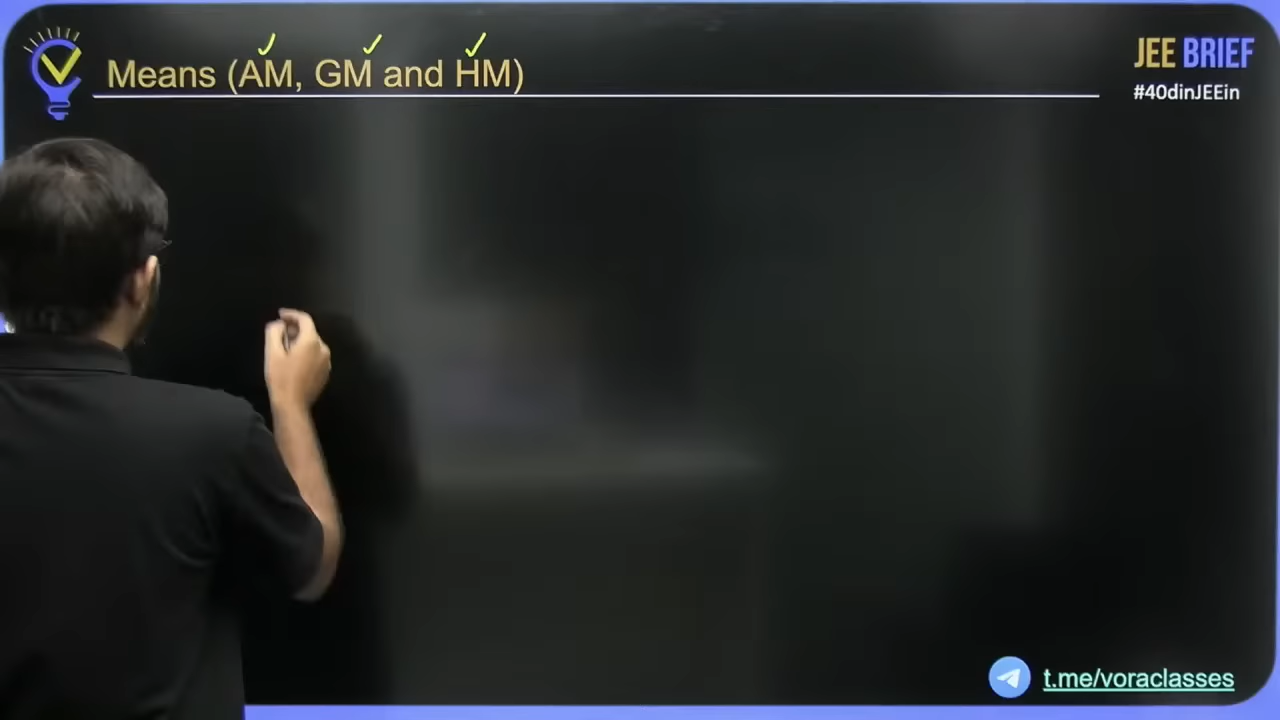 Means (AM, GM and HM)
JEE BRIEF
#40dinJEEin
t.me/voraclasses